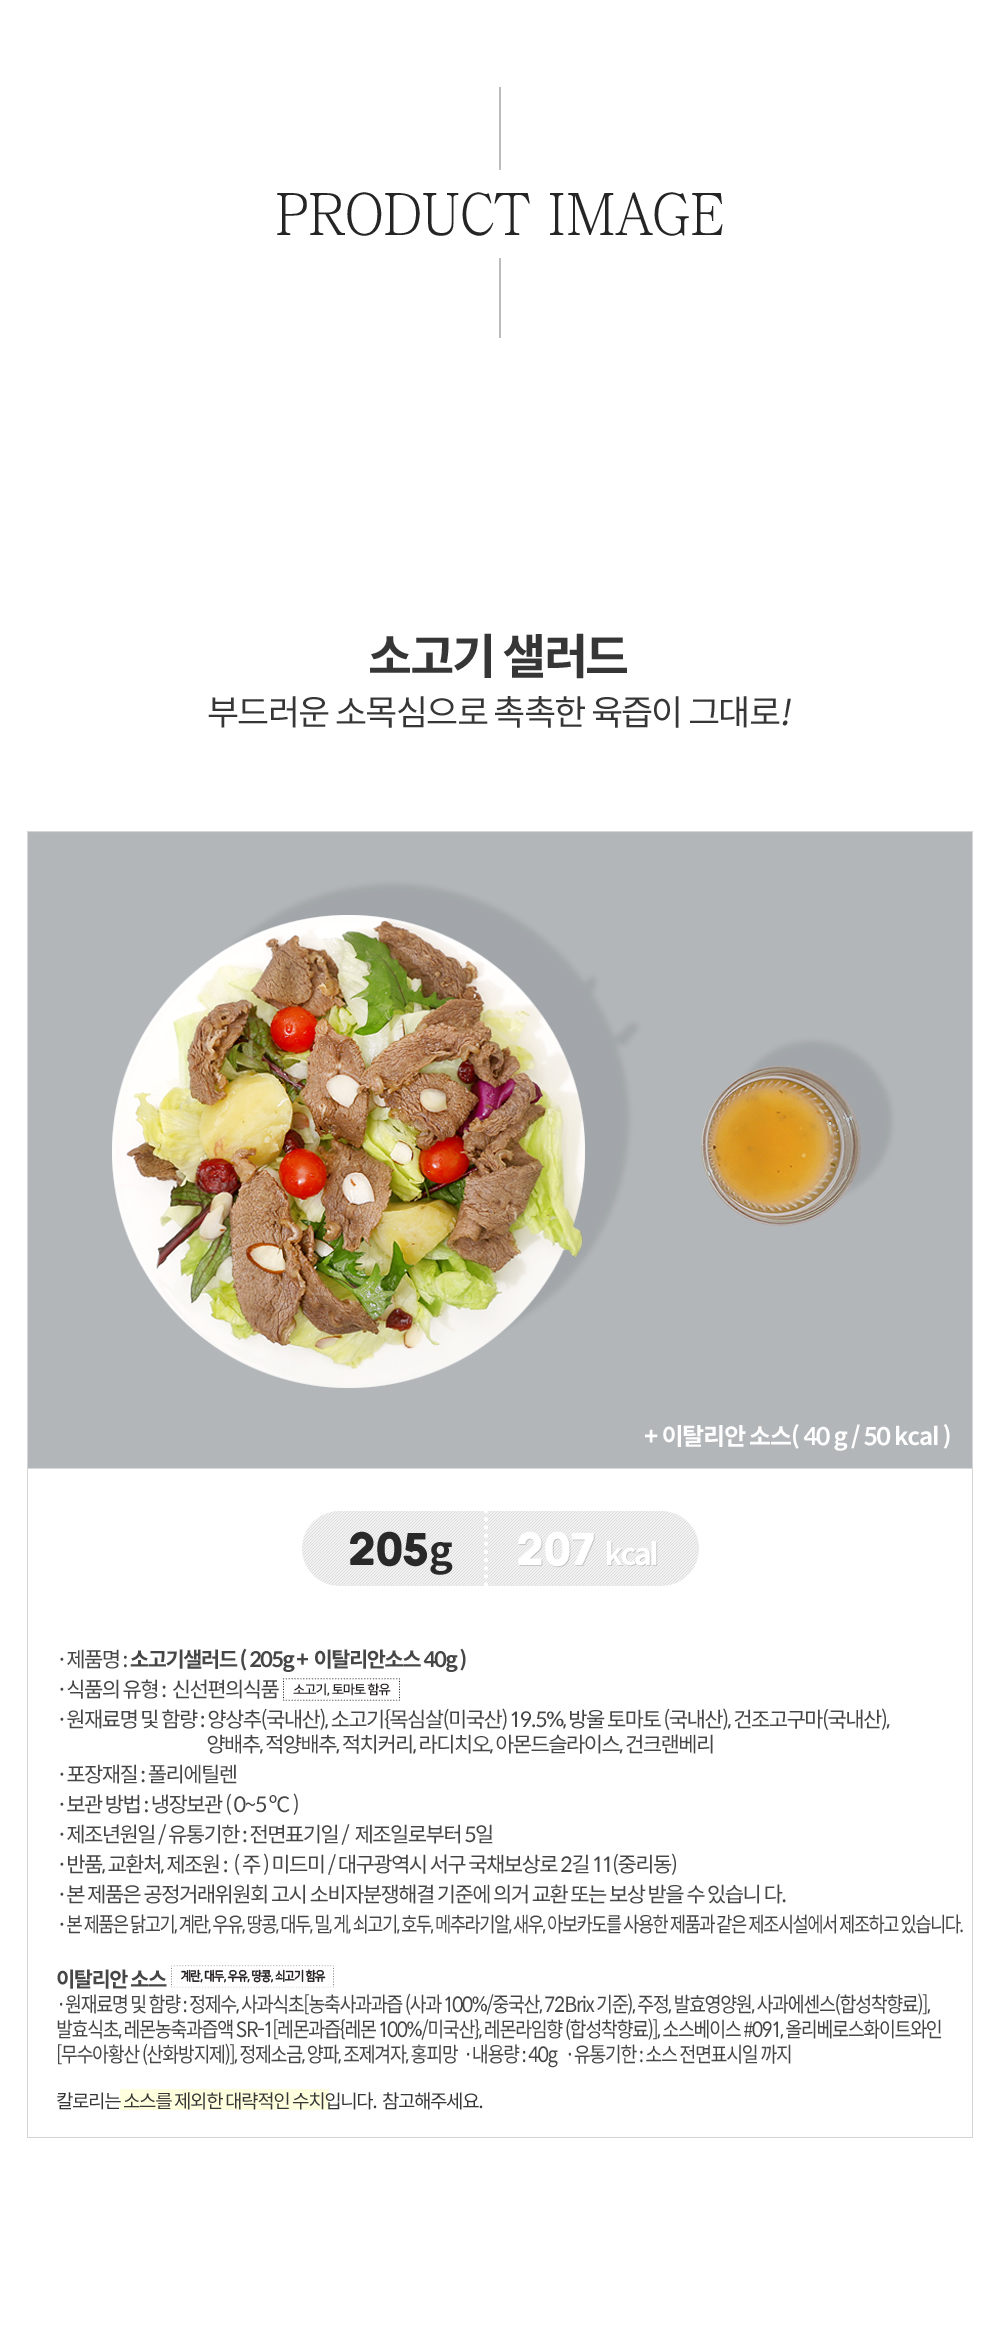 PRODUCT IMAGE
소고기 샐러드
부드러운 소목심으로 촉촉한 육즙이 그대로!
+ 이탈리안 소스( 40 g / 50 kcal )
205g 207 kcal
· 제품명 : 소고기샐러드 ( 205g + 이탈리안소스 40g )
· 식품의 유형 : 신선편의식품 소고기, 토마토 함유
· 원재료명 및 함량 : 양상추(국내산), 소고기{목심살(미국산) 19.5%, 방울 토마토 (국내산), 건조고구마(국내산),
양배추, 적양배추, 적치커리, 라디치오, 아몬드슬라이스, 건크랜베리
· 포장재질 : 폴리에틸렌
· 보관 방법 : 냉장보관 ( 0~5 ºC )
· 제조년원일 / 유통기한 : 전면표기일 / 제조일로부터 5일
· 반품, 교환처, 제조원 : ( 주 ) 미드미 / 대구광역시 서구 국채보상로 2길 11(중리동)
· 본 제품은 공정거래위원회 고시 소비자분쟁해결 기준에 의거 교환 또는 보상 받을 수 있습니 다.
· 본 제품은 닭고기, 계란, 우유, 땅콩, 대두, 밀, 게, 쇠고기, 호두, 메추라기알, 새우, 아보카도를 사용한 제품과 같은 제조시설에서 제조하고 있습니다.
이탈리안 소스 계란, 대두, 우유, 땅콩, 쇠고기 함유
· 원재료명 및 함량 : 정제수, 사과식초[농축사과과즙 (사과 100%/중국산, 72Brix 기준), 주정, 발효영양원, 사과에센스(합성착향료)],
발효식초, 레몬농축과즙액 SR-1[레몬과즙{레몬 100%/미국산}, 레몬라임향 (합성착향료)], 소스베이스 #091, 올리베로스화이트와인
[무수아황산 (산화방지제)], 정제소금, 양파, 조제겨자, 홍피망 · 내용량 : 40g · 유통기한 : 소스 전면표시일 까지
칼로리는 소스를 제외한 대략적인 수치입니다. 참고해주세요.